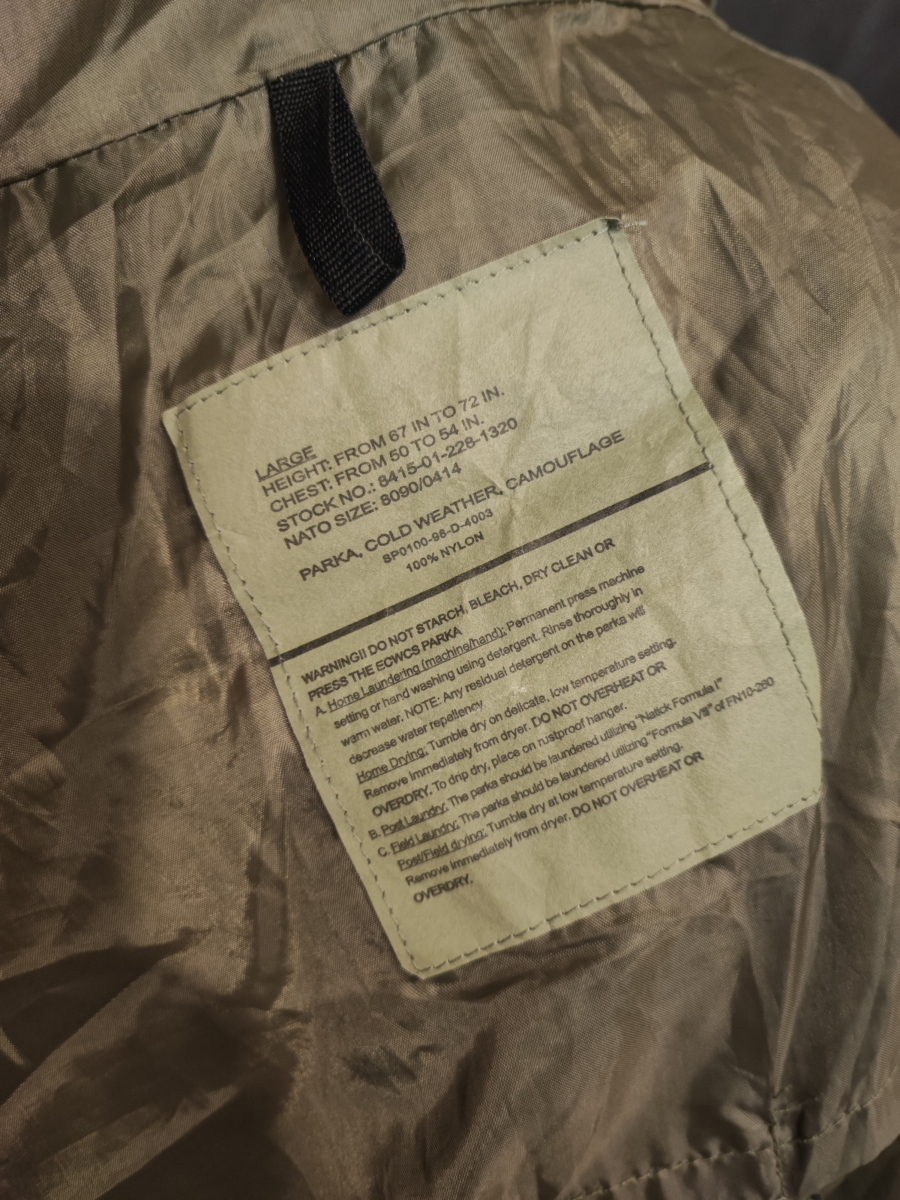 LARGE
HEIGHT: FROM 67 IN TO 72 IN.
CHEST: FROM 50 TO 54 IN.
STOCK NO.: 8415-01-228-1320
NATO SIZE: 8090/0414
PARKA, COLD WEATHER, CAMOUFLAGE
SP0100-98-D-4003
100% NYLON
WARNING!! DO NOT STARCH, BLEACH, DRY CLEAN OR
PRESS THE ECWCS PARKA
A. Home Laundering (machine/hand): Permanent press machine
setting or hand washing using detergent. Rinse thoroughly in
warm water. NOTE: Any residual detergent on the parka will
decrease water repellency
Home Drying: Tumble dry on delicate, low temperature setting.
Remove immediately from dryer. DO NOT OVERHEAT OR
OVERDRY. To drip dry, place on rustproof hanger.
B. Post Laundry: The parka should be laundered utilizing "Natick Formula I"
C. Field Laundry: The parka should be laundered utilizing "Formula VII" of FN10-280
Post/Field drying: Tumble dry at low temperature setting.
Remove immediately from dryer. DO NOT OVERHEAT OR
OVERDRY.